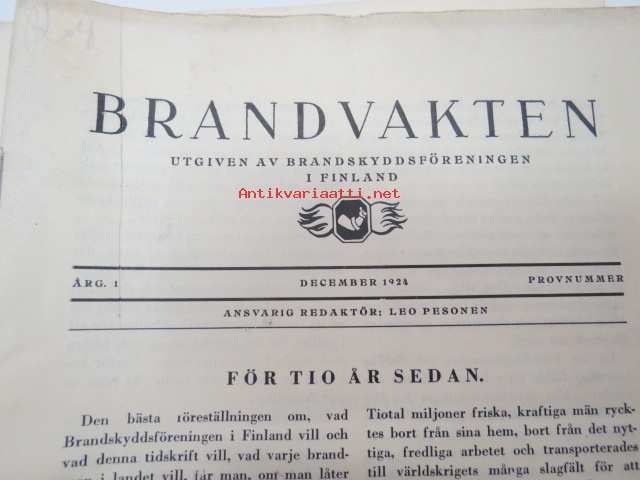 BRANDVAKTEN
UTGIVEN AV BRANDSKYDDSFÖRENINGEN
I FINLAND
Antikvariaatti.net
ÅRG. 1
DECEMBER 1924
PROVNUMMER
ANSVARIG REDAKTÖR: LEO PESONEN
FÖR TIO ÅR SEDAN.
Den bästa föreställningen om, vad
Brandskyddsföreningen i Finland vill och
vad denna tidskrift vill, vad varje brand-
i landet vill, får man, om man låter
Tiotal miljoner friska, kraftiga män ryck-
tes bort från sina hem, bort från det nyt-
tiga, fredliga arbetet och transporterades
till världskrigets många slagfält för att